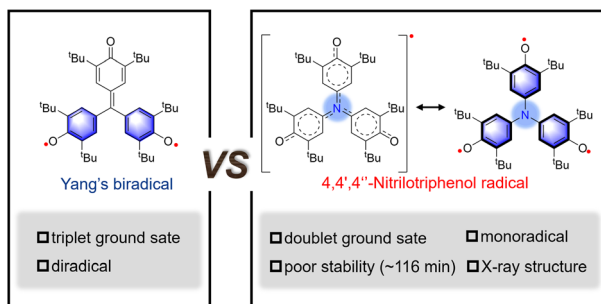 O
ᵗBu
ᵗBu
ᵗBu
ᵗBu
O
O
ᵗBu
ᵗBu
Yang's biradical
triplet ground sate
diradical
VS
O
ᵗBu
ᵗBu
ᵗBu
N
ᵗBu
O
O
ᵗBu
ᵗBu
O
ᵗBu
ᵗBu
ᵗBu
N
ᵗBu
O
O
ᵗBu
ᵗBu
4,4',4''-Nitrilotriphenol radical
doublet ground sate
monoradical
poor stability (~116 min)
X-ray structure